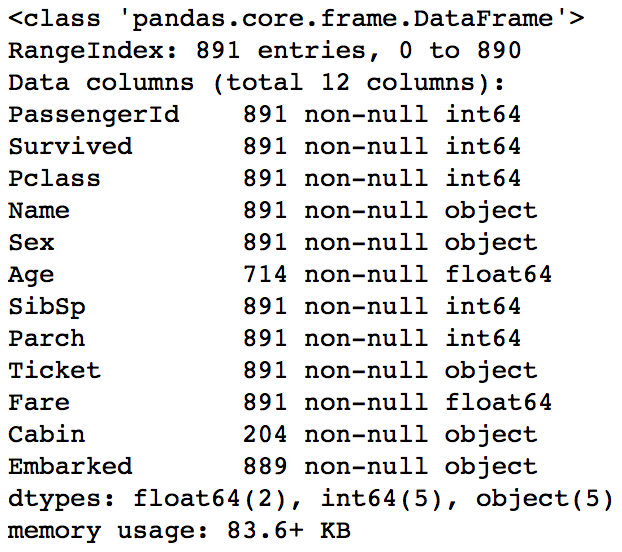 <class 'pandas.core.frame.DataFrame'>
RangeIndex: 891 entries, 0 to 890
Data columns (total 12 columns):
PassengerId    891 non-null int64
Survived       891 non-null int64
Pclass         891 non-null int64
Name           891 non-null object
Sex            891 non-null object
Age            714 non-null float64
SibSp          891 non-null int64
Parch          891 non-null int64
Ticket         891 non-null object
Fare           891 non-null float64
Cabin          204 non-null object
Embarked       889 non-null object
dtypes: float64(2), int64(5), object(5)
memory usage: 83.6+ KB